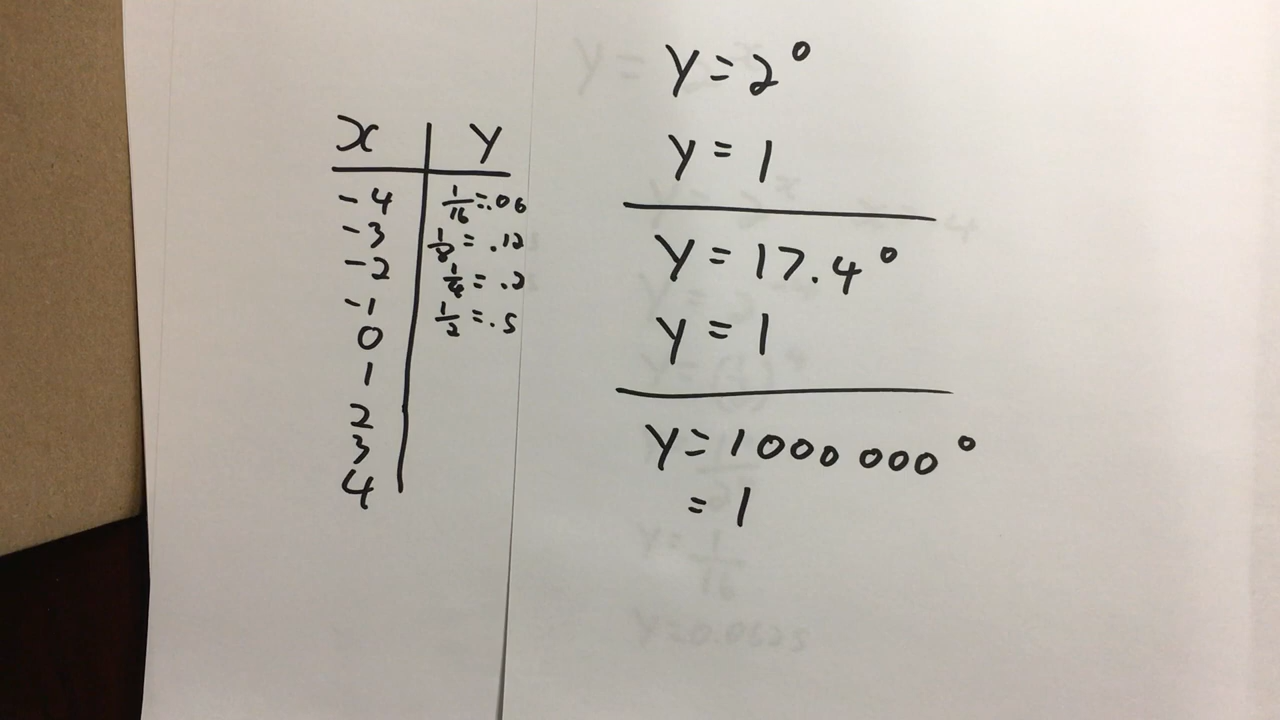 x | y
-4 | 1/16 = .06
-3 | 1/8 = .12
-2 | 1/4 = .2
-1 | 1/2 = .5
0
1
2
3
4
y = 2⁰
y = 1
y = 17.4⁰
y = 1
y = 1000 000⁰
= 1